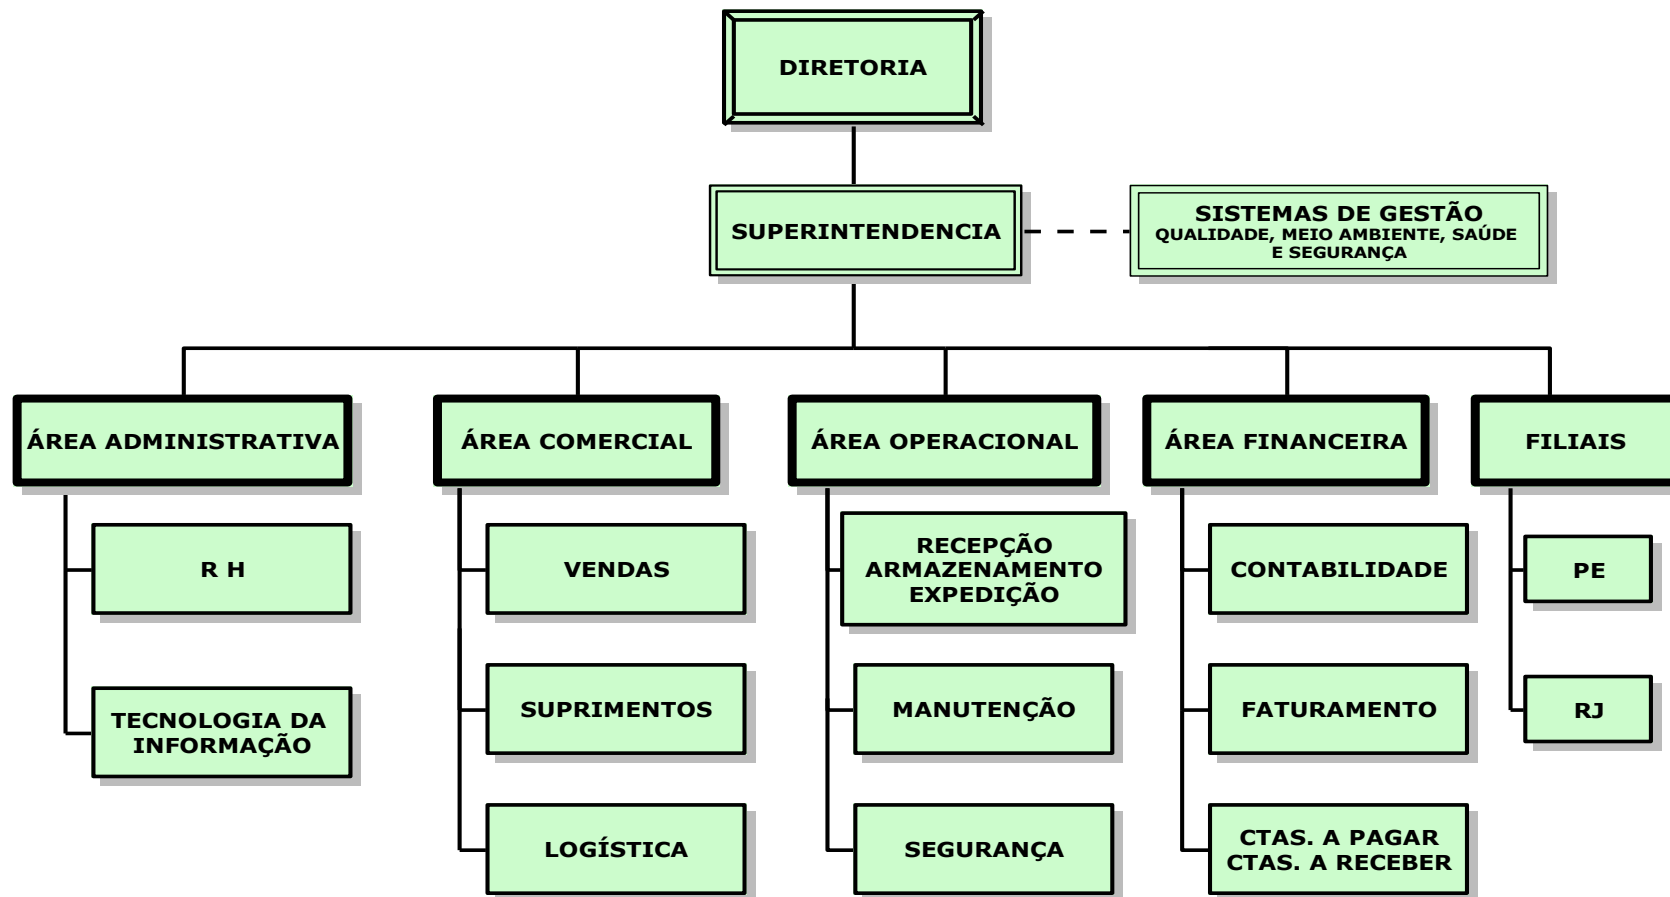 DIRETORIA
SUPERINTENDENCIA
SISTEMAS DE GESTÃO
QUALIDADE, MEIO AMBIENTE, SAÚDE
E SEGURANÇA
ÁREA ADMINISTRATIVA
ÁREA COMERCIAL
ÁREA OPERACIONAL
ÁREA FINANCEIRA
FILIAIS
R H
TECNOLOGIA DA
INFORMAÇÃO
VENDAS
SUPRIMENTOS
LOGÍSTICA
RECEPÇÃO
ARMAZENAMENTO
EXPEDIÇÃO
MANUTENÇÃO
SEGURANÇA
CONTABILIDADE
FATURAMENTO
CTAS. A PAGAR
CTAS. A RECEBER
PE
RJ